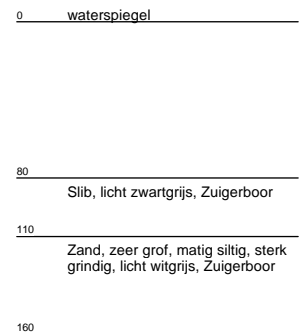 0 waterspiegel
80
Slib, licht zwartgrijs, Zuigerboor
110
Zand, zeer grof, matig siltig, sterk
grindig, licht witgrijs, Zuigerboor
160